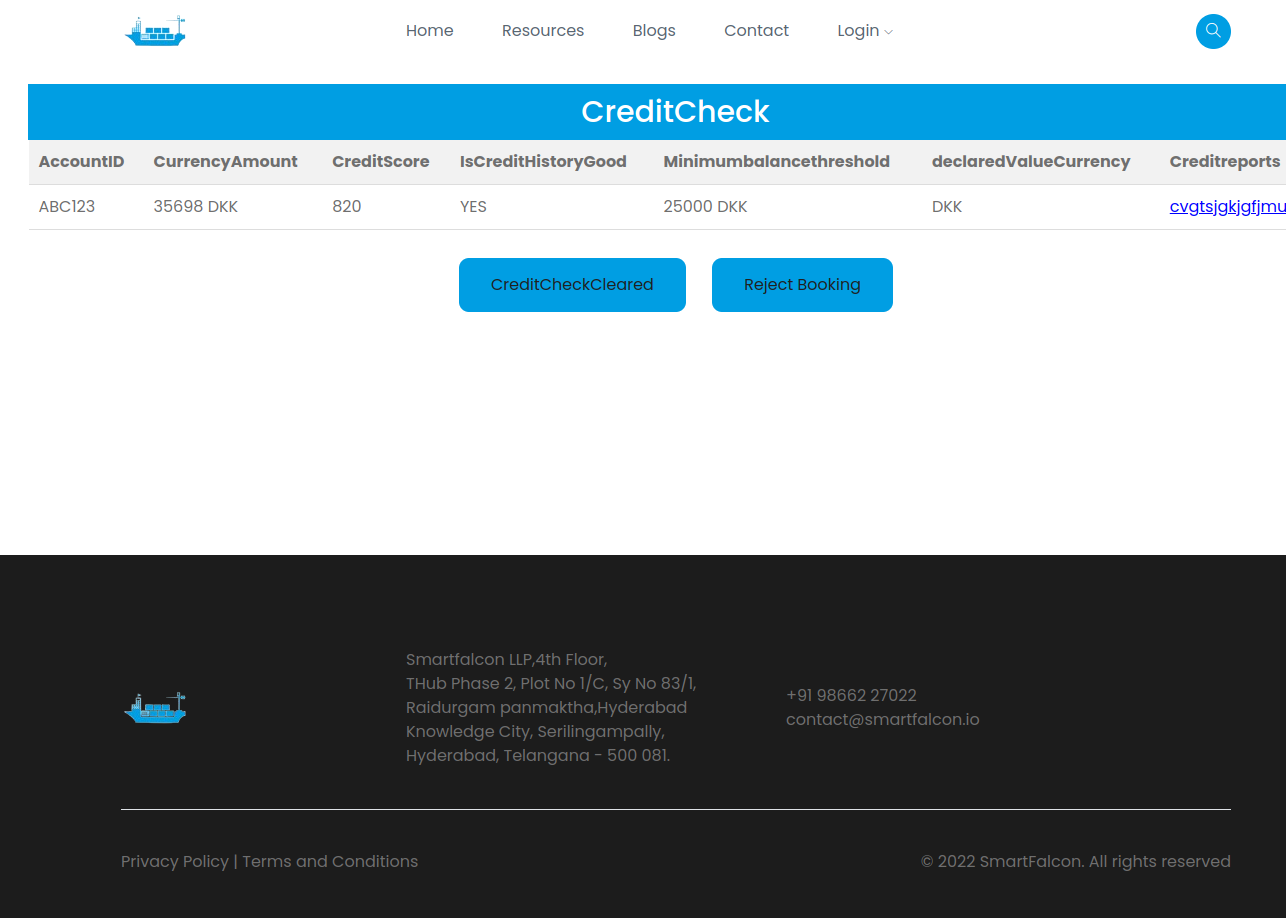 Home Resources Blogs Contact Login
CreditCheck
AccountID CurrencyAmount CreditScore IsCreditHistoryGood Minimumbalancethreshold declaredValueCurrency Creditreports
ABC123 35698 DKK 820 YES 25000 DKK DKK cvgtsjgkjgfjmu
CreditCheckCleared Reject Booking
Smartfalcon LLP,4th Floor,
THub Phase 2, Plot No 1/C, Sy No 83/1,
Raidurgam panmaktha,Hyderabad
Knowledge City, Serilingampally,
Hyderabad, Telangana - 500 081.
+91 98662 27022
contact@smartfalcon.io
Privacy Policy | Terms and Conditions
© 2022 SmartFalcon. All rights reserved